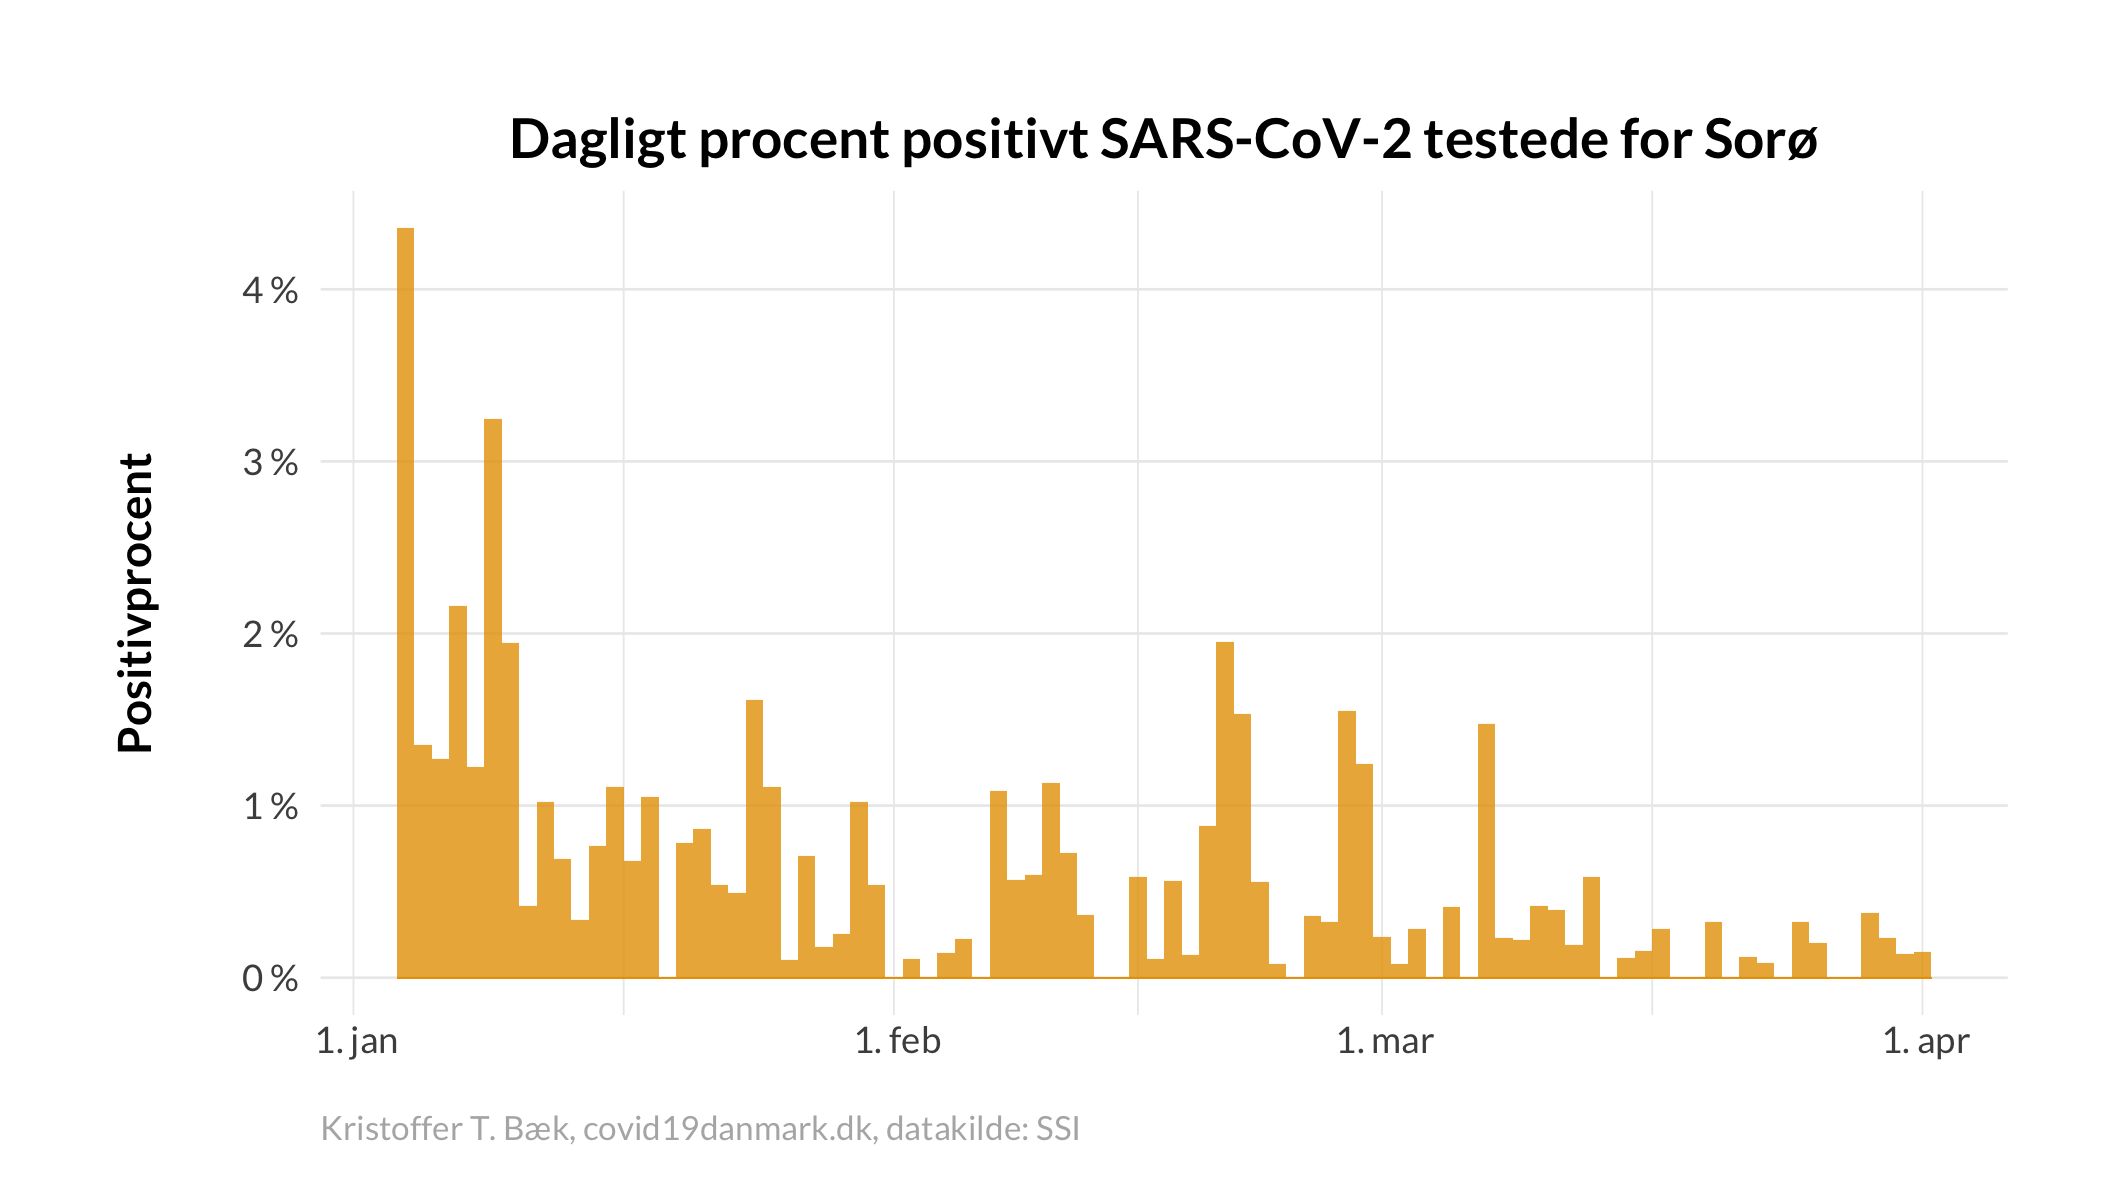 Dagligt procent positivt SARS-CoV-2 testede for Sorø
Positivprocent
4 %
3 %
2 %
1 %
0 %
1. jan
1. feb
1. mar
1. apr
Kristoffer T. Bæk, covid19danmark.dk, datakilde: SSI